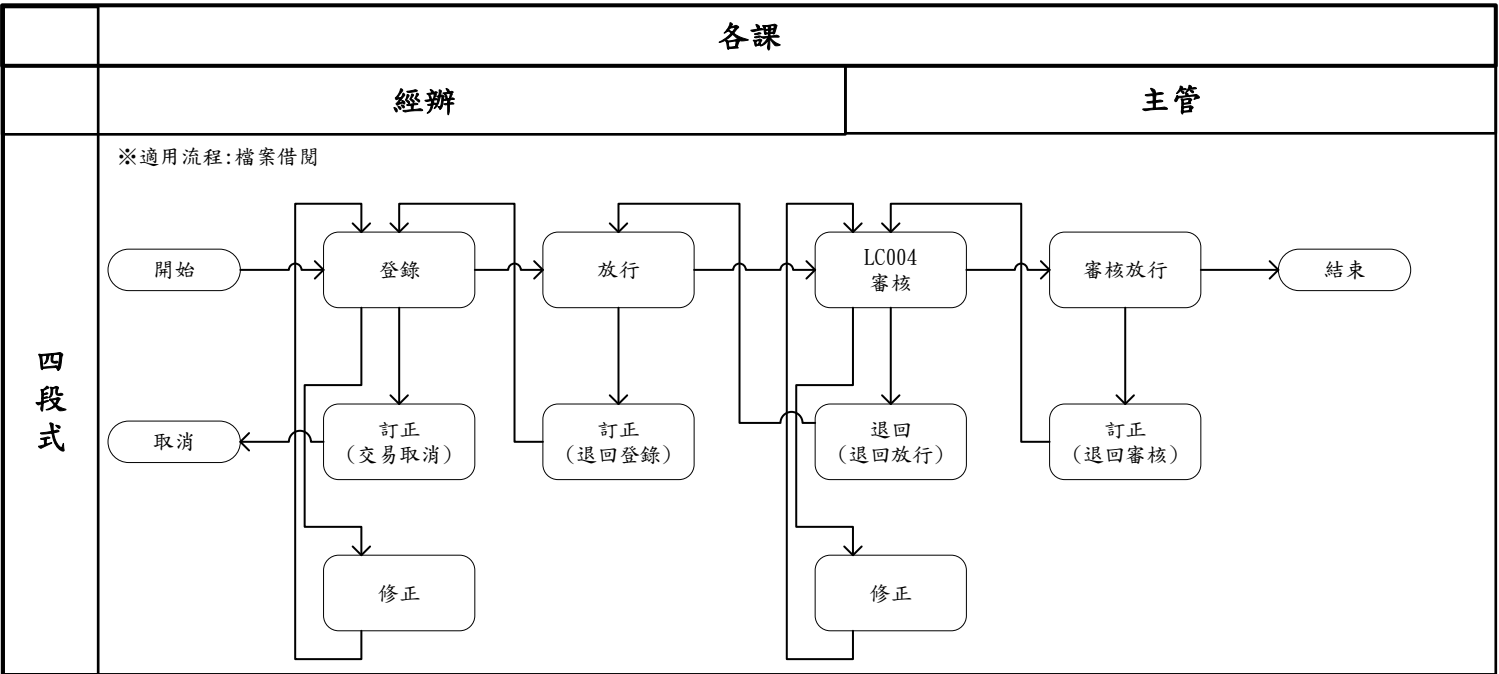 各課
經辦
主管
四
段
式
※適用流程:檔案借閱
開始
登錄
放行
LC004
審核
審核放行
結束
取消
訂正
(交易取消)
訂正
(退回登錄)
退回
(退回放行)
訂正
(退回審核)
修正
修正